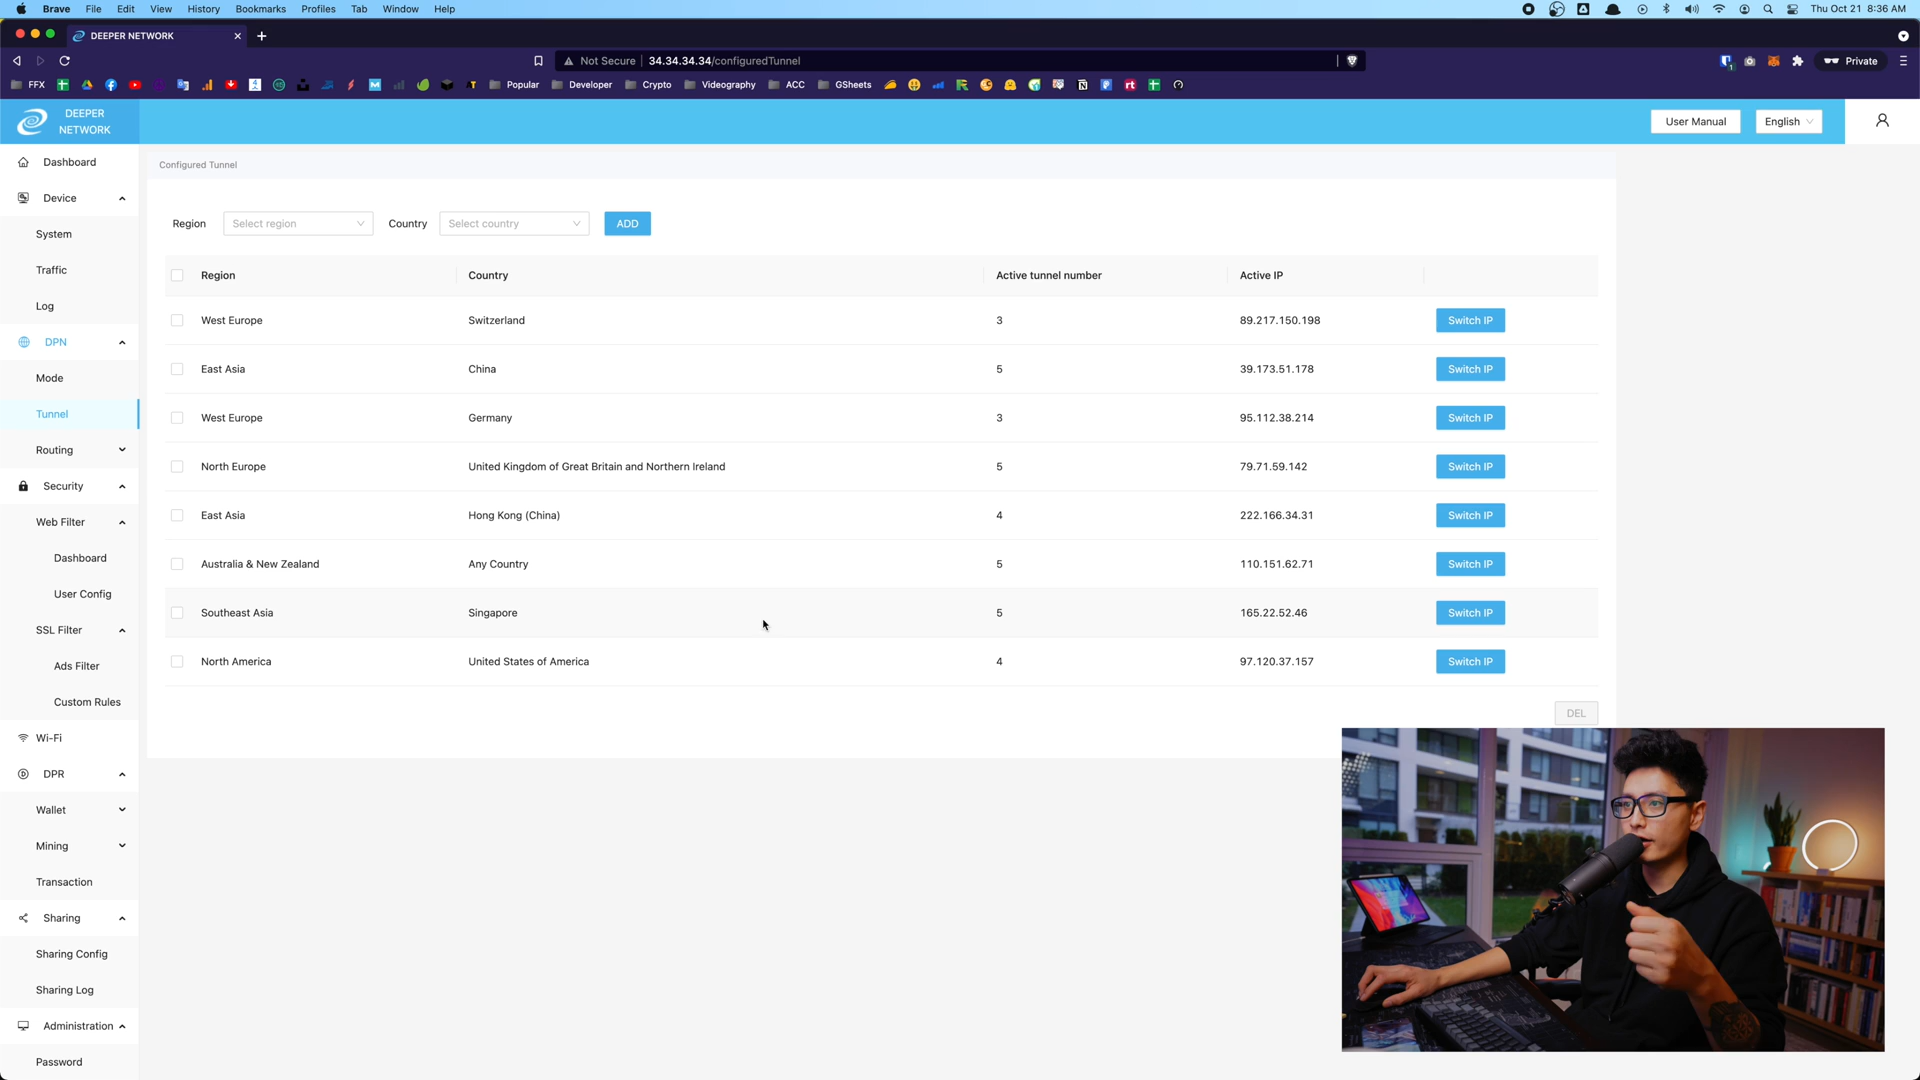 Brave File Edit View History Bookmarks Profiles Tab Window Help Thu Oct 21 8:36 AM
DEEPER NETWORK
Not Secure 34.34.34.34/configuredTunnel Private
FFX Popular Developer Crypto Videography ACC GSheets
DEEPER
NETWORK
User Manual English
Dashboard
Device
System
Traffic
Log
DPN
Mode
Tunnel
Routing
Security
Web Filter
Dashboard
User Config
SSL Filter
Ads Filter
Custom Rules
Wi-Fi
DPR
Wallet
Mining
Transaction
Sharing
Sharing Config
Sharing Log
Administration
Password
Configured Tunnel
Region Select region Country Select country ADD
Region Country Active tunnel number Active IP
West Europe Switzerland 3 89.217.150.198 Switch IP
East Asia China 5 39.173.51.178 Switch IP
West Europe Germany 3 95.112.38.214 Switch IP
North Europe United Kingdom of Great Britain and Northern Ireland 5 79.71.59.142 Switch IP
East Asia Hong Kong (China) 4 222.166.34.31 Switch IP
Australia & New Zealand Any Country 5 110.151.62.71 Switch IP
Southeast Asia Singapore 5 165.22.52.46 Switch IP
North America United States of America 4 97.120.37.157 Switch IP
DEL